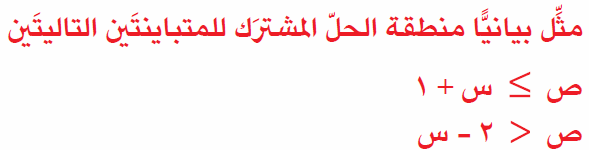 مثِّل بيانيًّا منطقة الحلّ المشترَك للمتباينتَين التاليتَين
ص ≤ س + ١
ص < ٢ - س